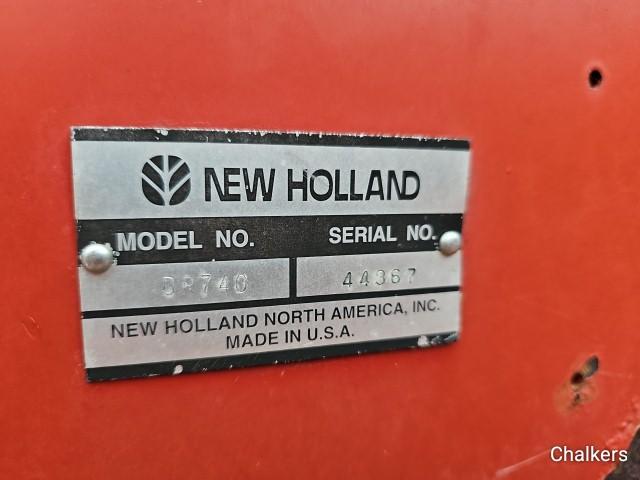 NEW HOLLAND
MODEL NO. SERIAL NO.
BR740 44367
NEW HOLLAND NORTH AMERICA, INC.
MADE IN U.S.A.
Chalkers